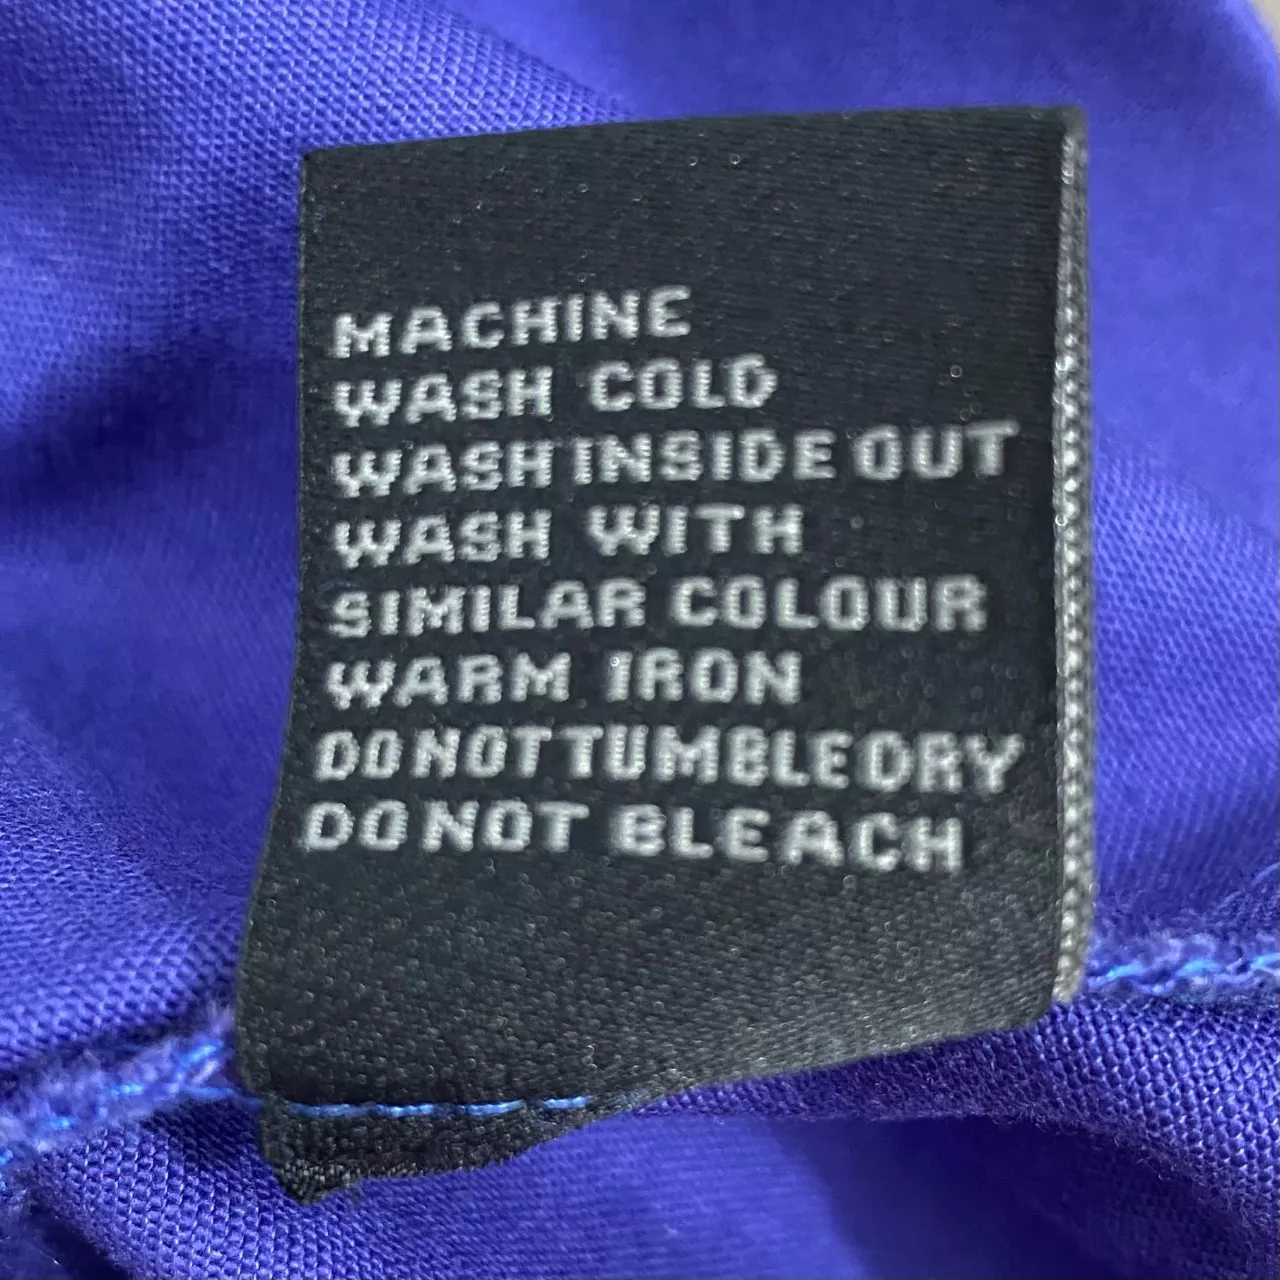 MACHINE
WASH COLD
WASH INSIDE OUT
WASH WITH
SIMILAR COLOUR
WARM IRON
DO NOT TUMBLE DRY
DO NOT BLEACH